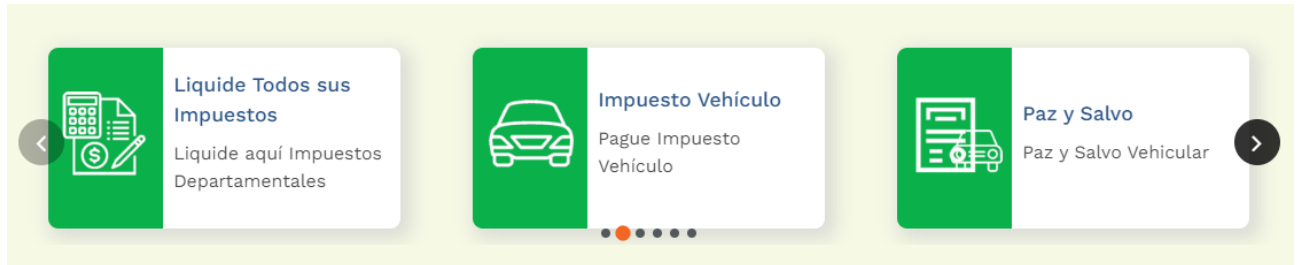 Liquide Todos sus
Impuestos
Liquide aquí Impuestos
Departamentales
Impuesto Vehículo
Pague Impuesto
Vehículo
Paz y Salvo
Paz y Salvo Vehicular